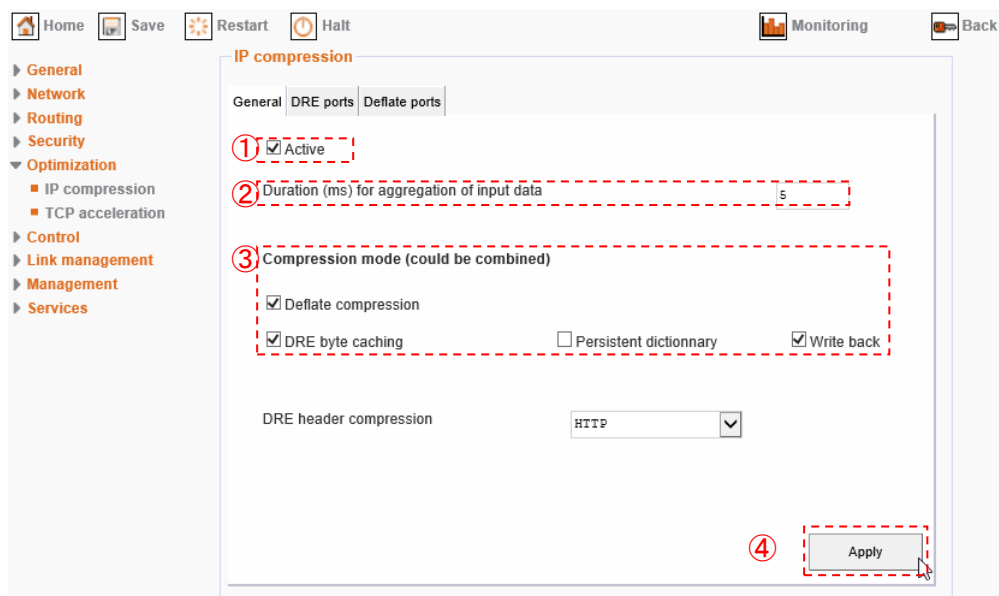 Home Save Restart Halt Monitoring Back
General
Network
Routing
Security
Optimization
IP compression
TCP acceleration
Control
Link management
Management
Services
IP compression
General DRE ports Deflate ports
① Active
② Duration (ms) for aggregation of input data 5
③ Compression mode (could be combined)
Deflate compression
DRE byte caching Persistent dictionnary Write back
DRE header compression HTTP
④ Apply